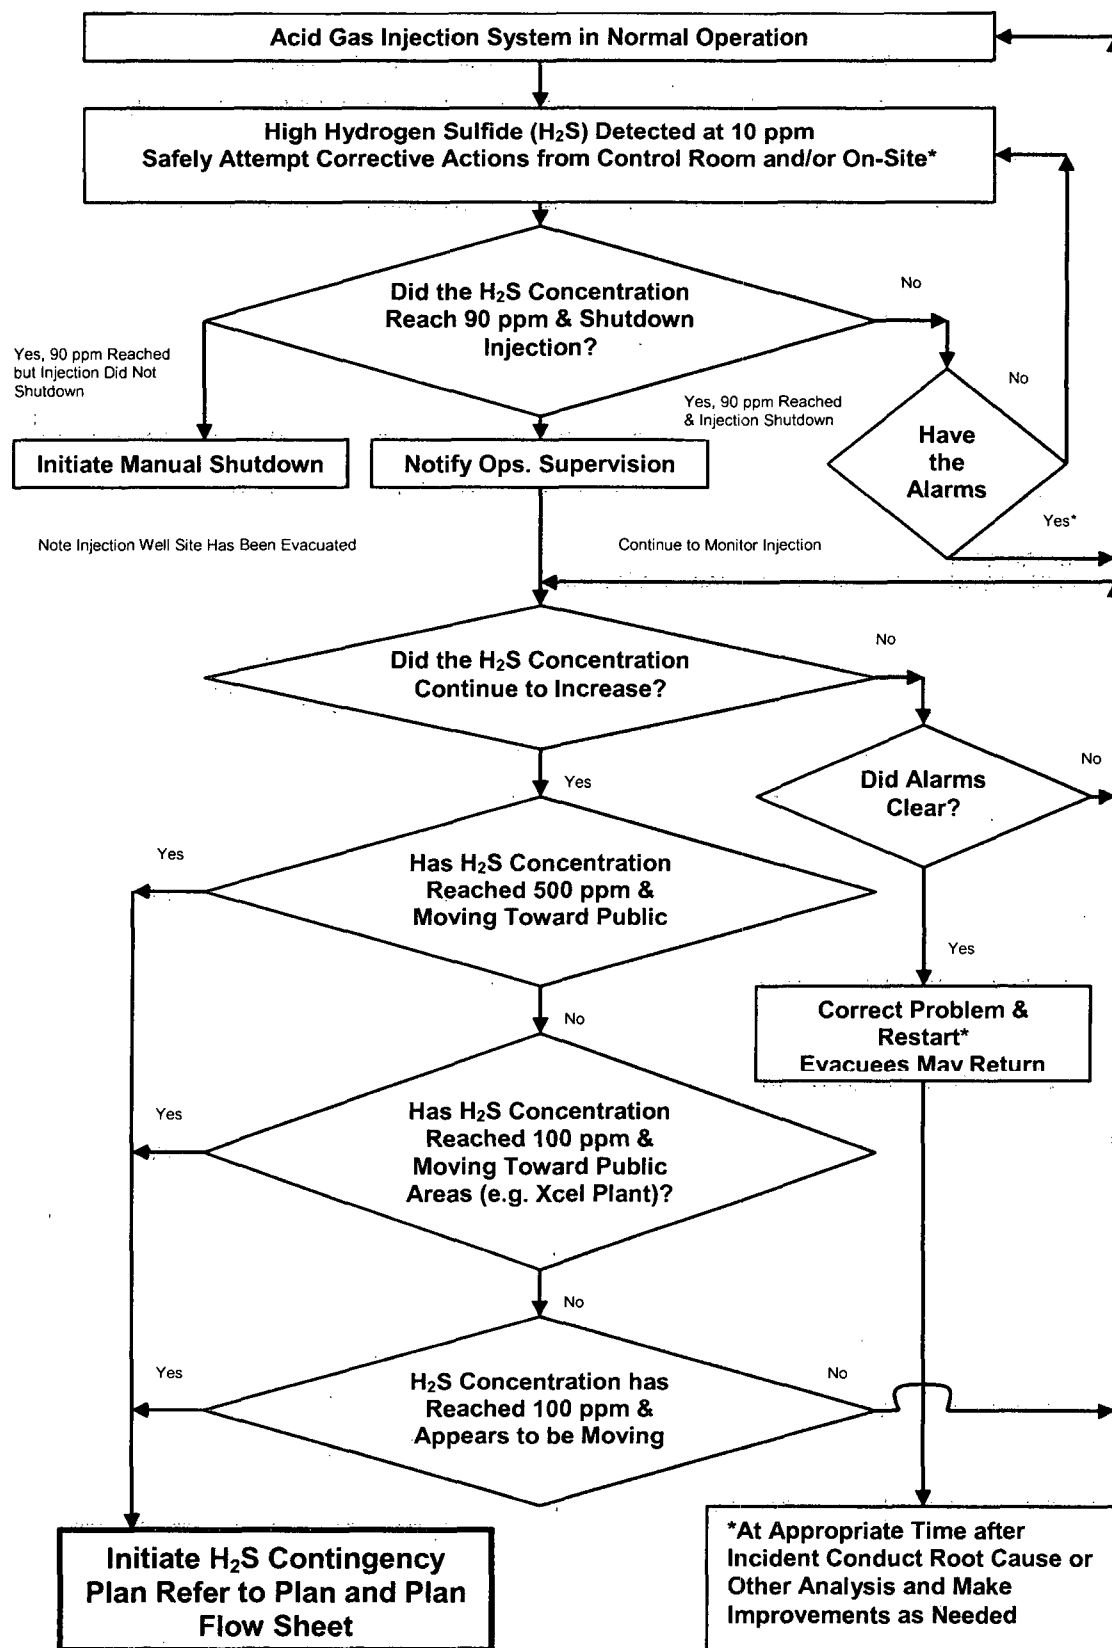 Acid Gas Injection System in Normal Operation
High Hydrogen Sulfide (H₂S) Detected at 10 ppm
Safely Attempt Corrective Actions from Control Room and/or On-Site*
Did the H₂S Concentration
Reach 90 ppm & Shutdown
Injection?
No
Yes, 90 ppm Reached
but Injection Did Not
Shutdown
No
Yes, 90 ppm Reached
& Injection Shutdown
Have
the
Alarms
Initiate Manual Shutdown
Notify Ops. Supervision
Yes*
Note Injection Well Site Has Been Evacuated
Continue to Monitor Injection
Did the H₂S Concentration
Continue to Increase?
No
Yes
Did Alarms
Clear?
No
Yes
Has H₂S Concentration
Reached 500 ppm &
Moving Toward Public
Yes
No
Correct Problem &
Restart*
Evacuees May Return
Yes
Has H₂S Concentration
Reached 100 ppm &
Moving Toward Public
Areas (e.g. Xcel Plant)?
No
Yes
H₂S Concentration has
Reached 100 ppm &
Appears to be Moving
No
Initiate H₂S Contingency
Plan Refer to Plan and Plan
Flow Sheet
*At Appropriate Time after
Incident Conduct Root Cause or
Other Analysis and Make
Improvements as Needed